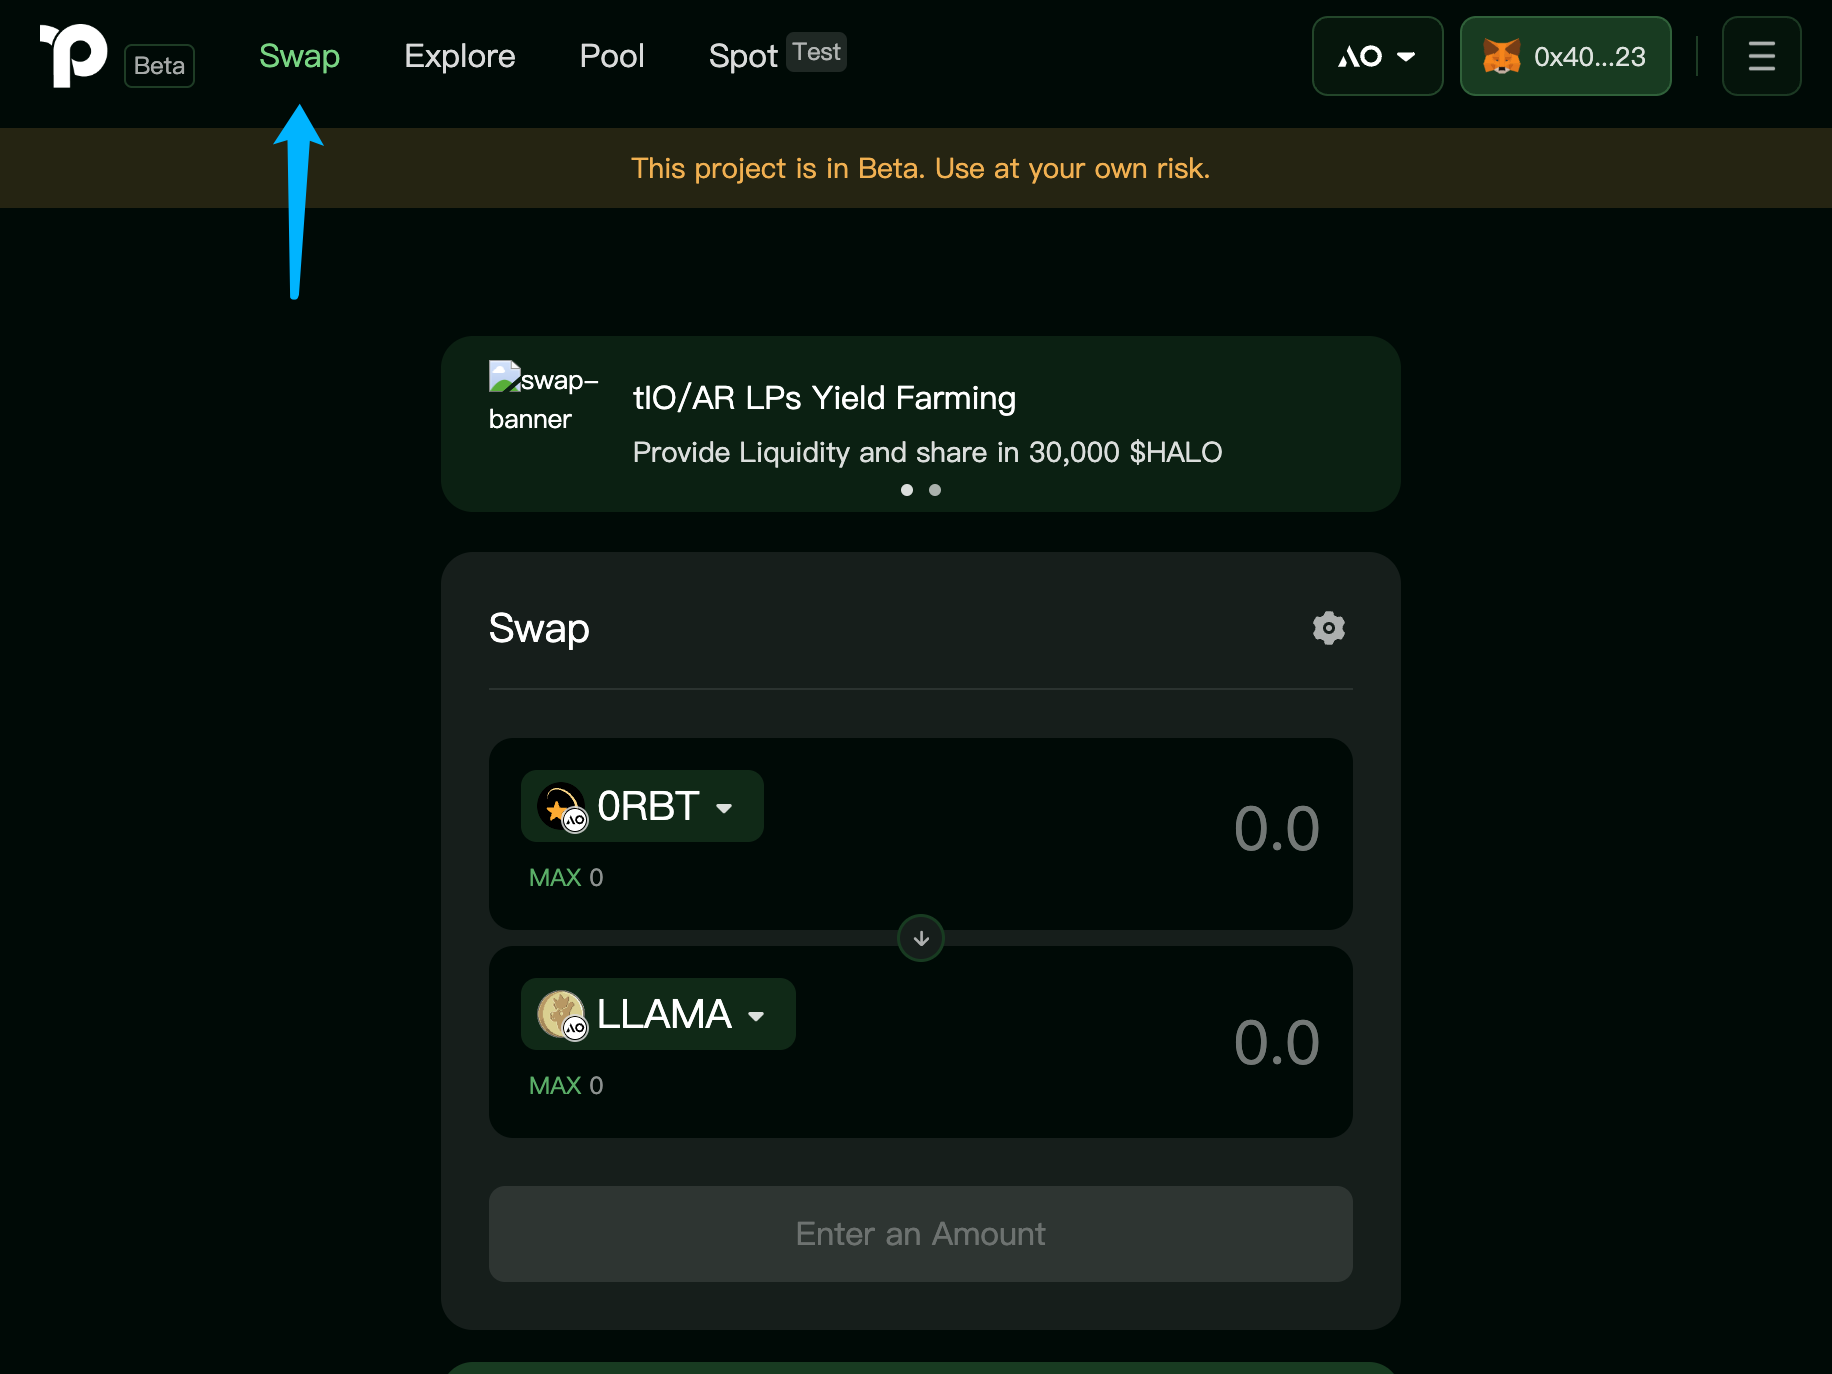 Beta
Swap
Explore
Pool
Spot Test
AO
0x40...23
This project is in Beta. Use at your own risk.
swap-
banner
tIO/AR LPs Yield Farming
Provide Liquidity and share in 30,000 $HALO
Swap
AO
0RBT
0.0
MAX 0
AO
LLAMA
0.0
MAX 0
Enter an Amount